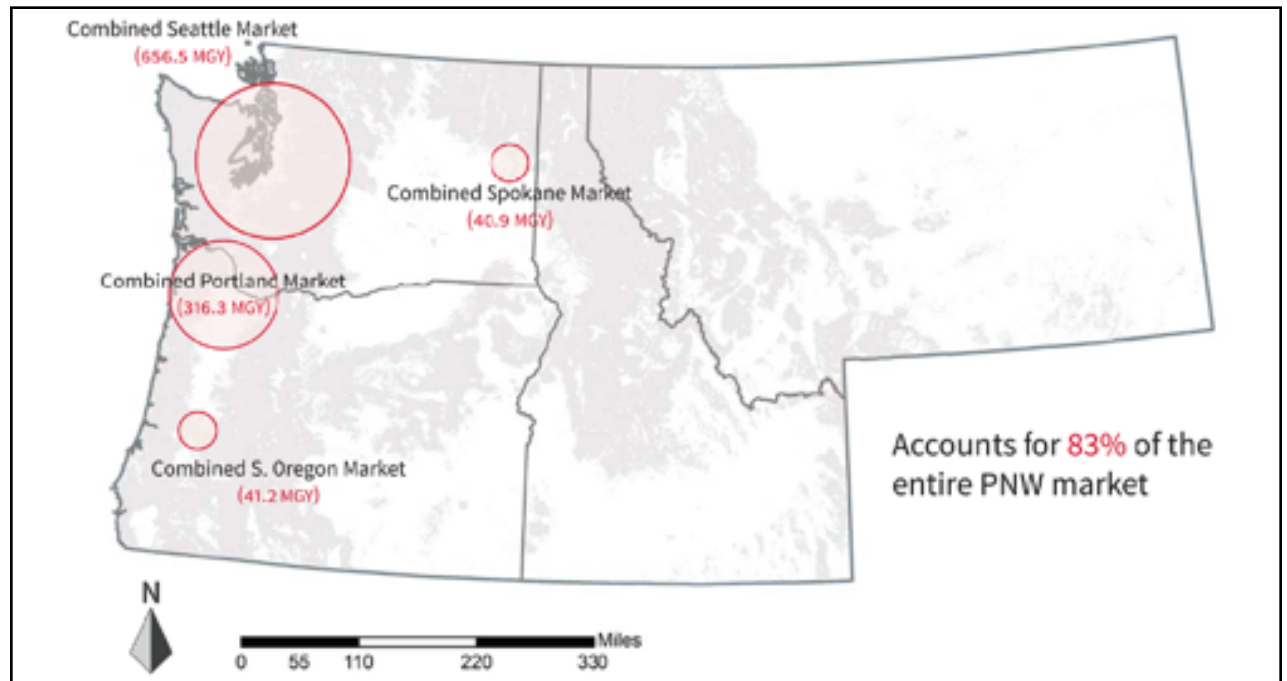 Combined Seattle Market
(656.5 MGY)
Combined Spokane Market
(40.9 MGY)
Combined Portland Market
(316.3 MGY)
Combined S. Oregon Market
(41.2 MGY)
Accounts for 83% of the
entire PNW market
N
Miles
0 55 110 220 330